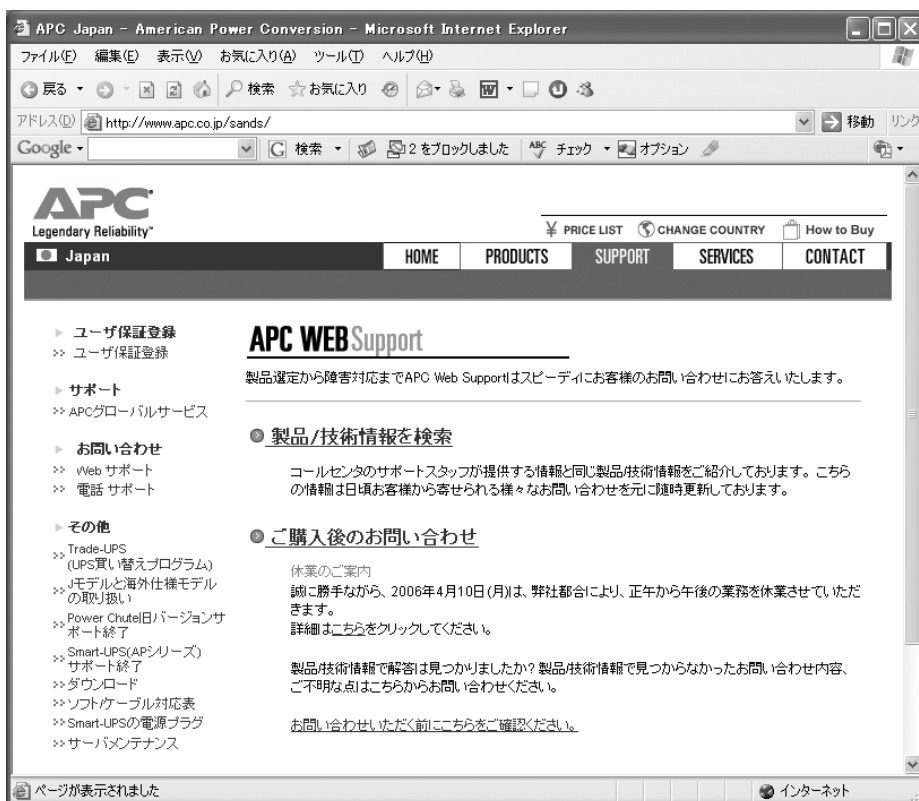 APC Japan - American Power Conversion - Microsoft Internet Explorer
ファイル(F) 編集(E) 表示(V) お気に入り(A) ツール(T) ヘルプ(H)
戻る 検索 お気に入り
アドレス(D) http://www.apc.co.jp/sands/ 移動 リンク
Google 検索 2 をブロックしました ABC チェック オプション
APC
Legendary Reliability™
¥ PRICE LIST CHANGE COUNTRY How to Buy
Japan HOME PRODUCTS SUPPORT SERVICES CONTACT
ユーザ保証登録
>> ユーザ保証登録
サポート
>> APCグローバルサービス
お問い合わせ
>> Web サポート
>> 電話 サポート
その他
>> Trade-UPS
(UPS買い替えプログラム)
>> Jモデルと海外仕様モデル
の取り扱い
>> Power Chute旧バージョンサ
ポート終了
>> Smart-UPS(APシリーズ)
サポート終了
>> ダウンロード
>> ソフト/ケーブル対応表
>> Smart-UPSの電源プラグ
>> サーバメンテナンス
APC WEB Support
製品選定から障害対応までAPC Web Supportはスピーディにお客様のお問い合わせにお答えいたします。
製品/技術情報を検索
コールセンタのサポートスタッフが提供する情報と同じ製品/技術情報をご紹介しております。こちら
の情報は日頃お客様から寄せられる様々なお問い合わせを元に随時更新しております。
ご購入後のお問い合わせ
休業のご案内
誠に勝手ながら、2006年4月10日(月)は、弊社都合により、正午から午後の業務を休業させていただ
きます。
詳細はこちらをクリックしてください。
製品/技術情報で解答は見つかりましたか?製品/技術情報で見つからなかったお問い合わせ内容、
ご不明な点はこちらからお問い合わせください。
お問い合わせいただく前にこちらをご確認ください。
ページが表示されました インターネット